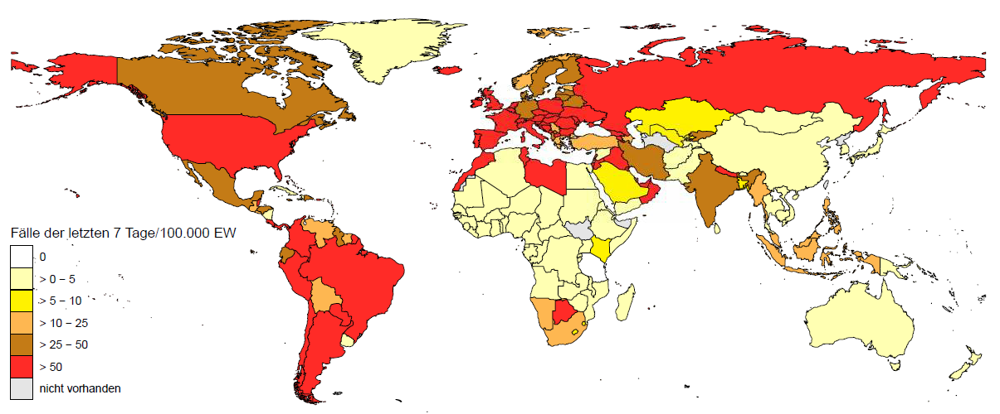 Fälle der letzten 7 Tage/100.000 EW
0
> 0 – 5
> 5 – 10
> 10 – 25
> 25 – 50
> 50
nicht vorhanden